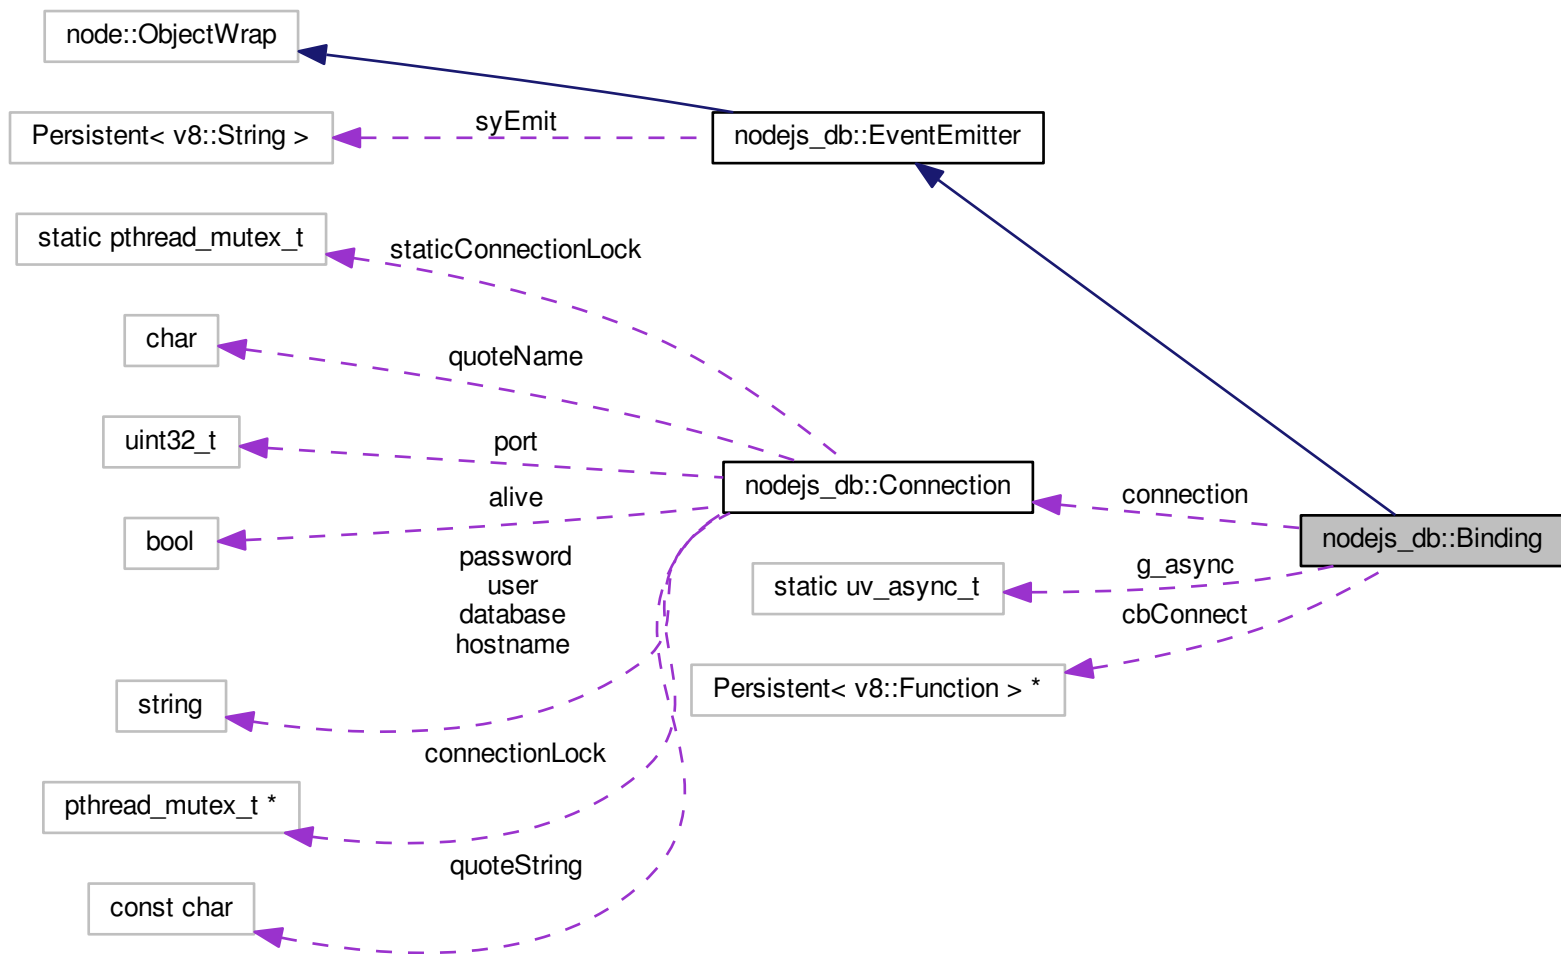 node::ObjectWrap
Persistent< v8::String >
syEmit
nodejs_db::EventEmitter
static pthread_mutex_t
staticConnectionLock
char
quoteName
uint32_t
port
nodejs_db::Connection
connection
alive
bool
nodejs_db::Binding
password
user
database
hostname
g_async
static uv_async_t
cbConnect
Persistent< v8::Function > *
string
connectionLock
pthread_mutex_t *
quoteString
const char